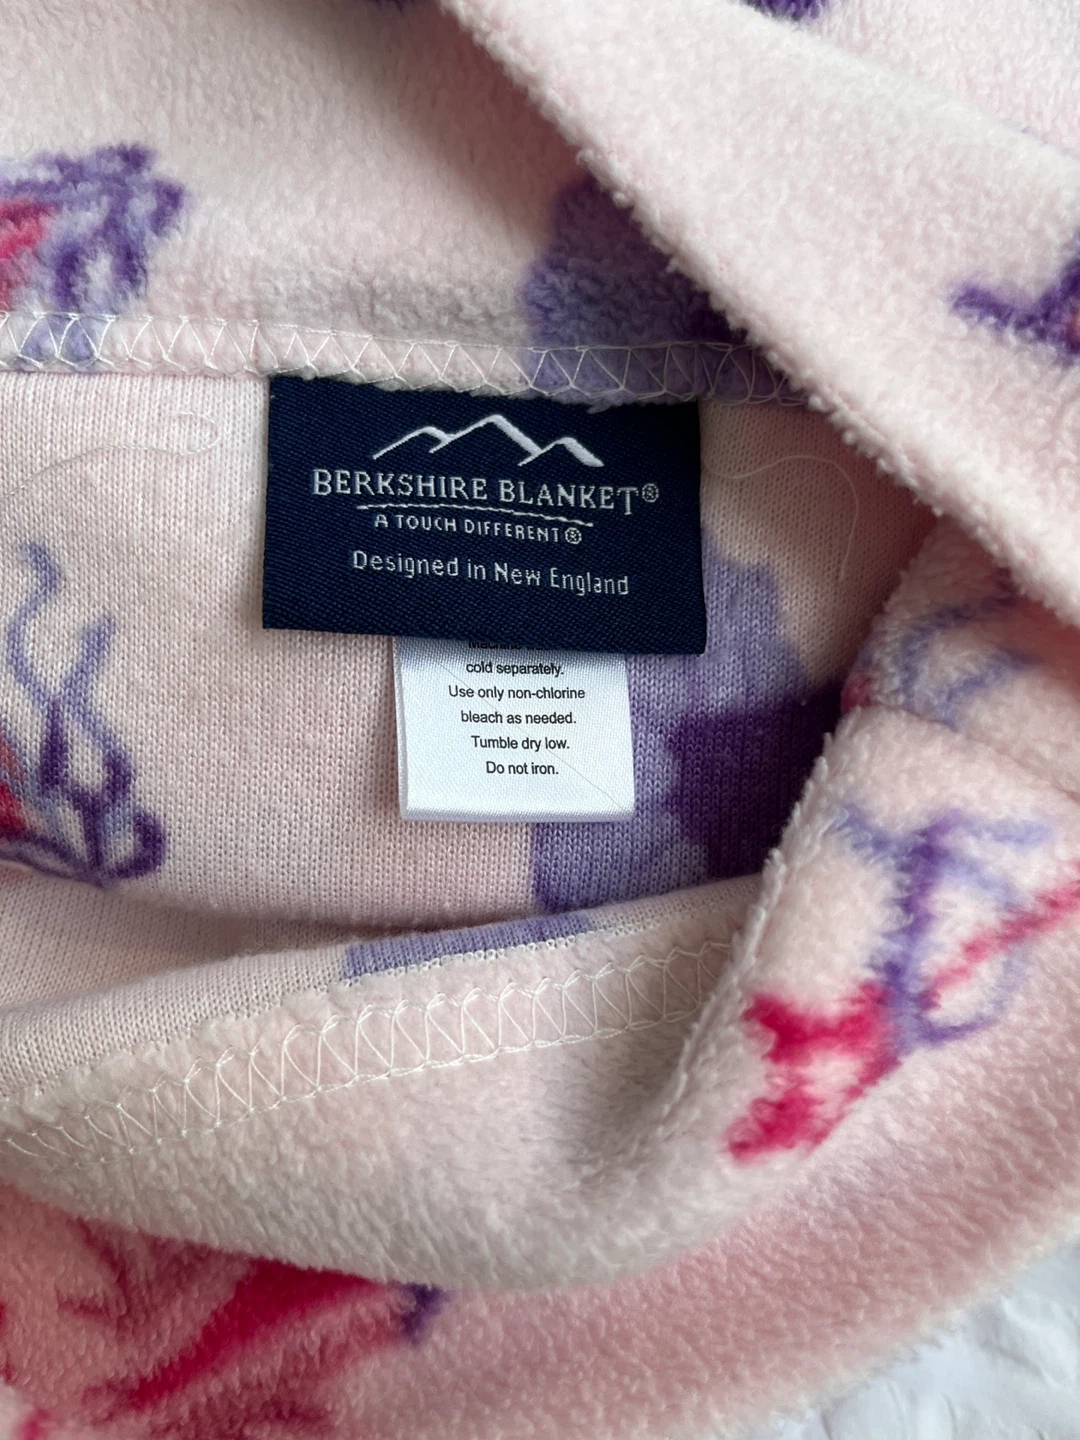 BERKSHIRE BLANKET®
A TOUCH DIFFERENT®
Designed in New England
cold separately.
Use only non-chlorine
bleach as needed.
Tumble dry low.
Do not iron.